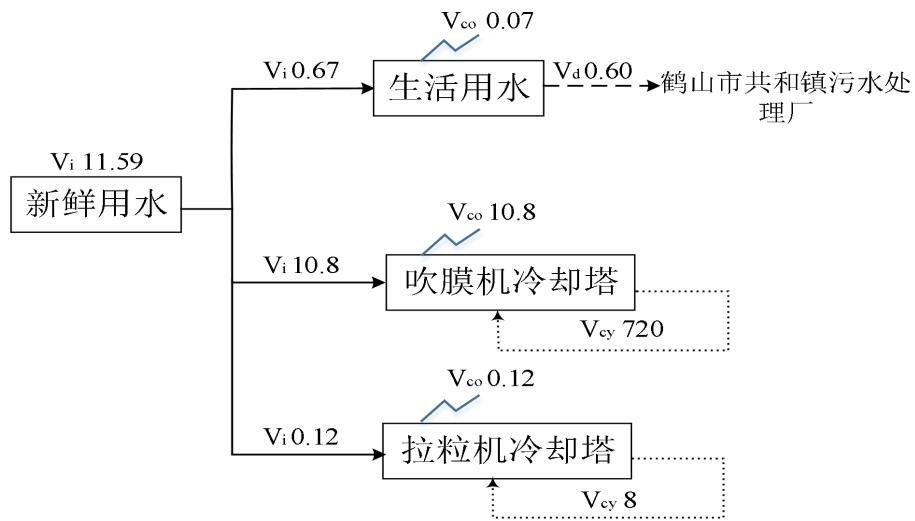 Vco 0.07
Vi 0.67
生活用水
Vd 0.60
鹤山市共和镇污水处
理厂
Vi 11.59
新鲜用水
Vco 10.8
Vi 10.8
吹膜机冷却塔
Vcy 720
Vco 0.12
Vi 0.12
拉粒机冷却塔
Vcy 8